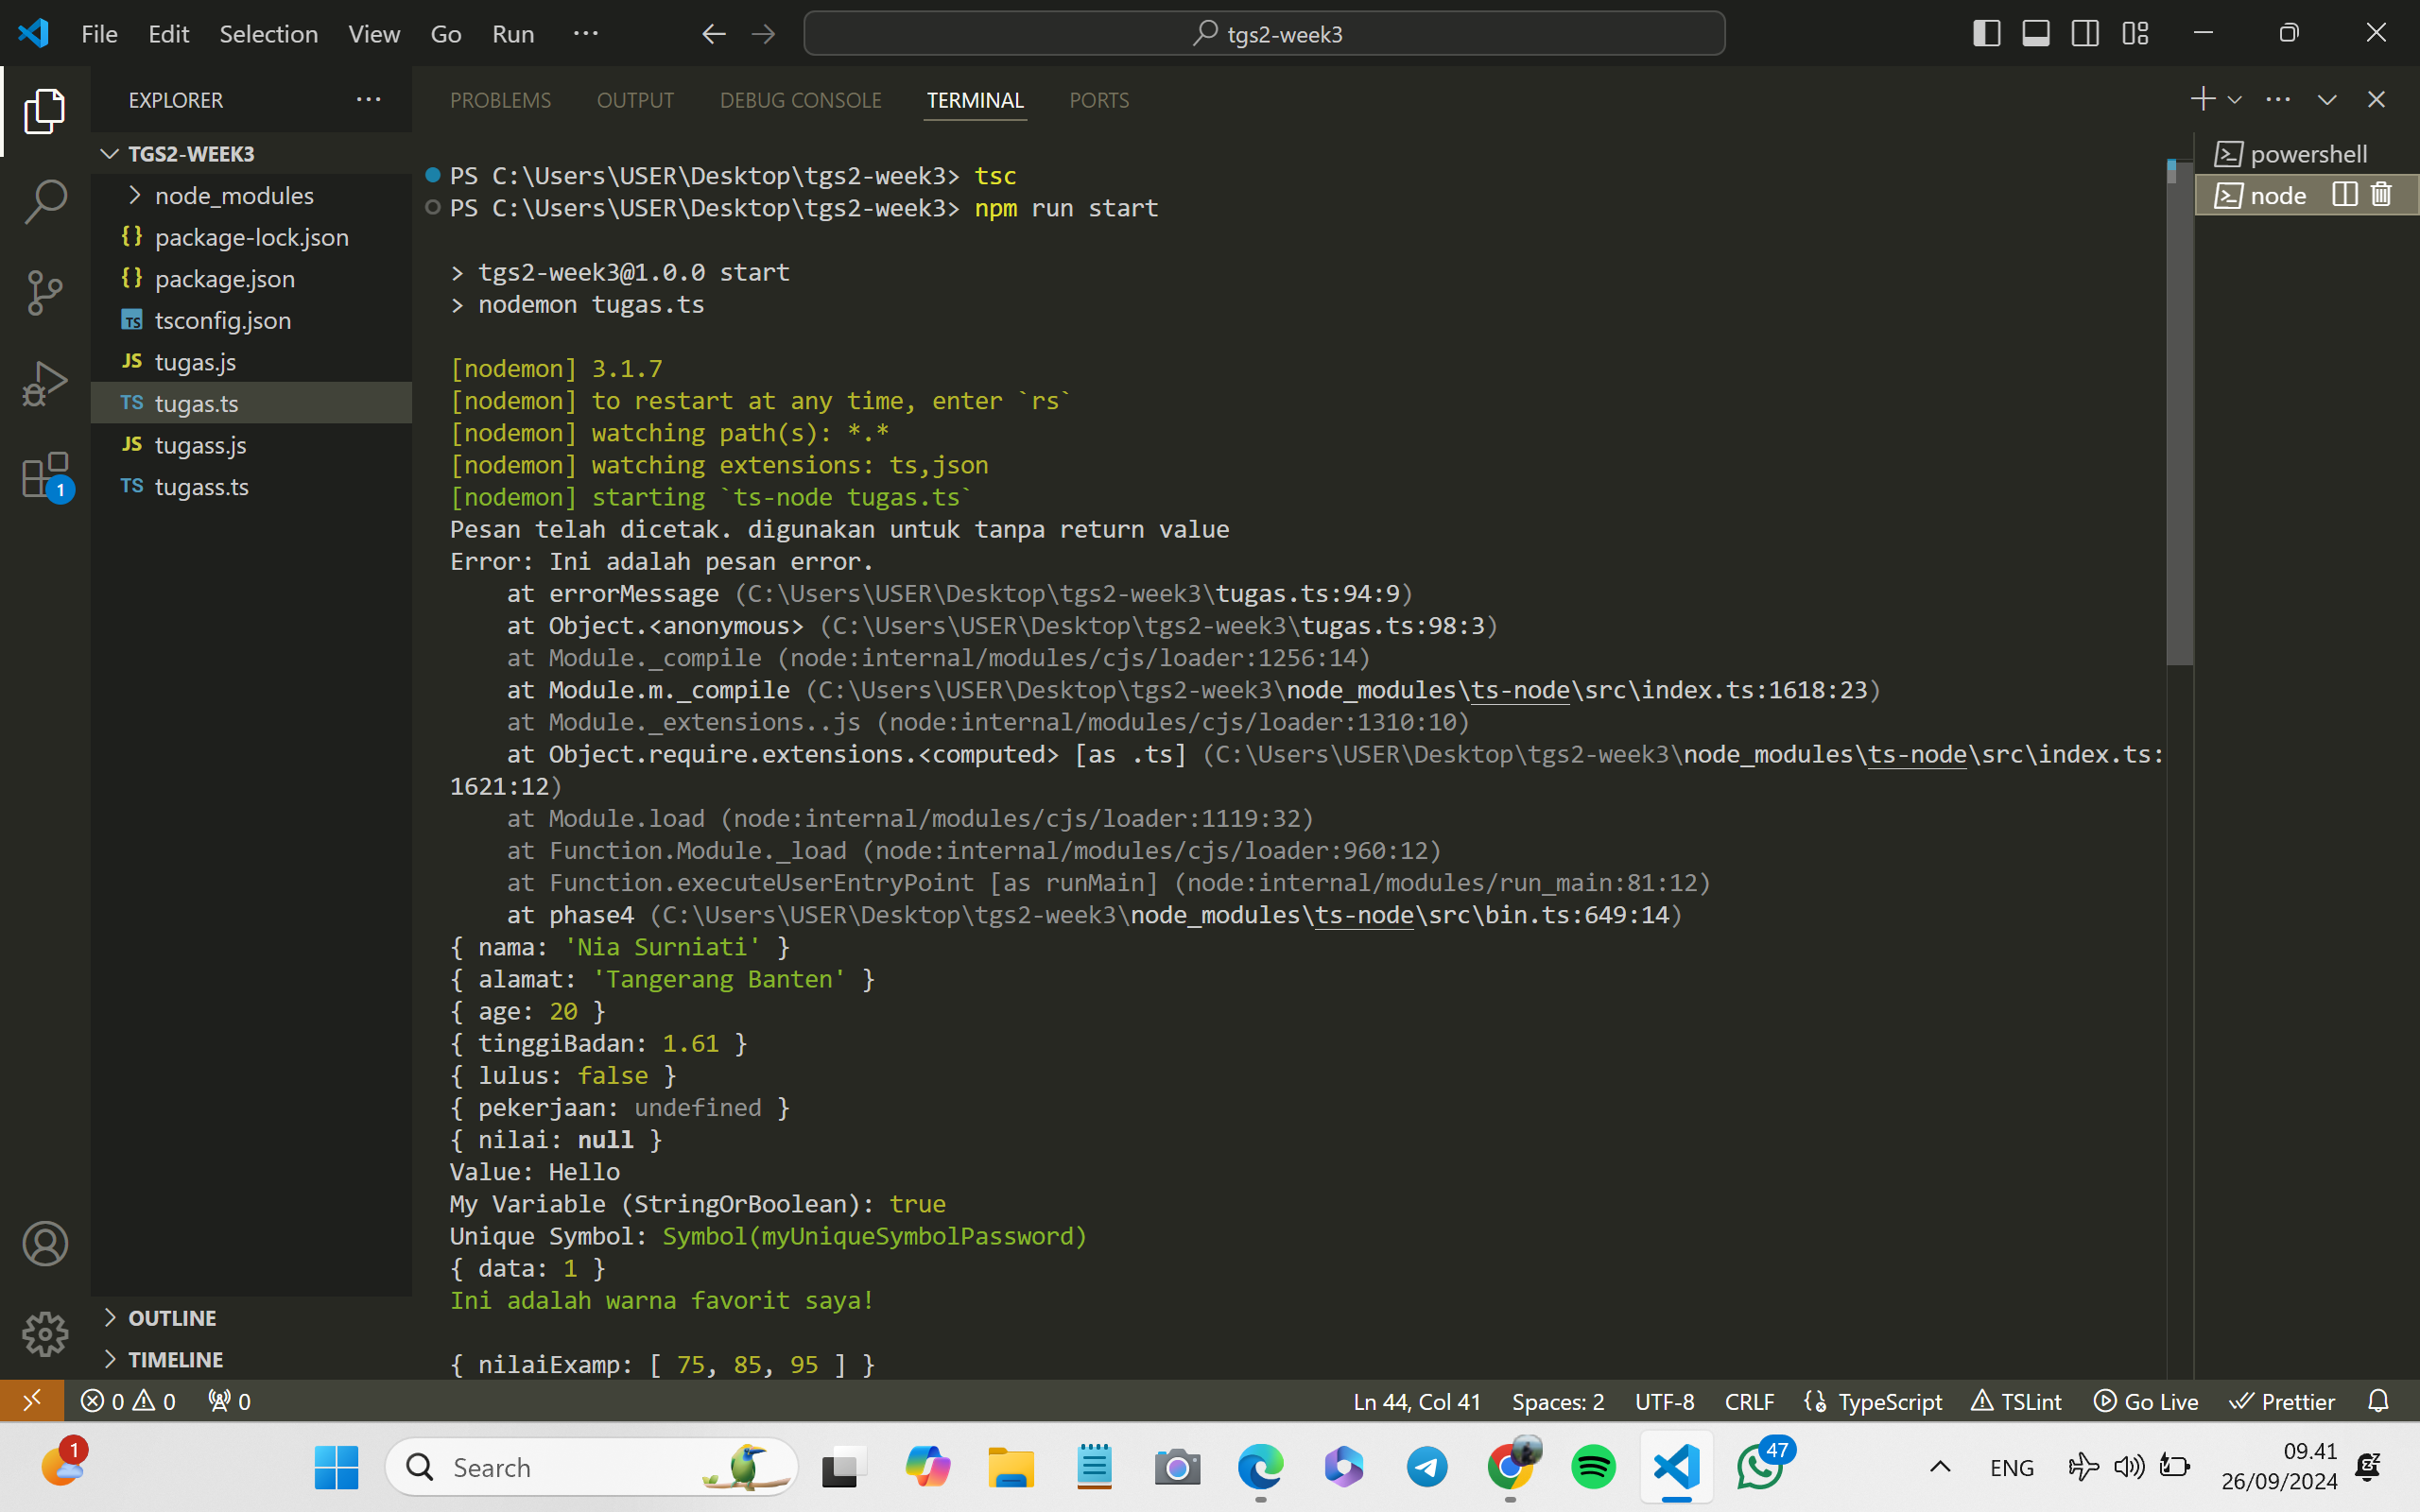 File Edit Selection View Go Run ···
tgs2-week3
EXPLORER ···
PROBLEMS OUTPUT DEBUG CONSOLE TERMINAL PORTS
TGS2-WEEK3
node_modules
{} package-lock.json
{} package.json
TS tsconfig.json
JS tugas.js
TS tugas.ts
JS tugass.js
TS tugass.ts
1
OUTLINE
TIMELINE
PS C:\Users\USER\Desktop\tgs2-week3> tsc
PS C:\Users\USER\Desktop\tgs2-week3> npm run start
> tgs2-week3@1.0.0 start
> nodemon tugas.ts
[nodemon] 3.1.7
[nodemon] to restart at any time, enter `rs`
[nodemon] watching path(s): *.*
[nodemon] watching extensions: ts,json
[nodemon] starting `ts-node tugas.ts`
Pesan telah dicetak. digunakan untuk tanpa return value
Error: Ini adalah pesan error.
at errorMessage (C:\Users\USER\Desktop\tgs2-week3\tugas.ts:94:9)
at Object.<anonymous> (C:\Users\USER\Desktop\tgs2-week3\tugas.ts:98:3)
at Module._compile (node:internal/modules/cjs/loader:1256:14)
at Module.m._compile (C:\Users\USER\Desktop\tgs2-week3\node_modules\ts-node\src\index.ts:1618:23)
at Module._extensions..js (node:internal/modules/cjs/loader:1310:10)
at Object.require.extensions.<computed> [as .ts] (C:\Users\USER\Desktop\tgs2-week3\node_modules\ts-node\src\index.ts:
1621:12)
at Module.load (node:internal/modules/cjs/loader:1119:32)
at Function.Module._load (node:internal/modules/cjs/loader:960:12)
at Function.executeUserEntryPoint [as runMain] (node:internal/modules/run_main:81:12)
at phase4 (C:\Users\USER\Desktop\tgs2-week3\node_modules\ts-node\src\bin.ts:649:14)
{ nama: 'Nia Surniati' }
{ alamat: 'Tangerang Banten' }
{ age: 20 }
{ tinggiBadan: 1.61 }
{ lulus: false }
{ pekerjaan: undefined }
{ nilai: null }
Value: Hello
My Variable (StringOrBoolean): true
Unique Symbol: Symbol(myUniqueSymbolPassword)
{ data: 1 }
Ini adalah warna favorit saya!
{ nilaiExamp: [ 75, 85, 95 ] }
powershell
node
0 0 0 Ln 44, Col 41 Spaces: 2 UTF-8 CRLF {} TypeScript TSLint Go Live Prettier
1 Search 47 ENG 09.41
26/09/2024